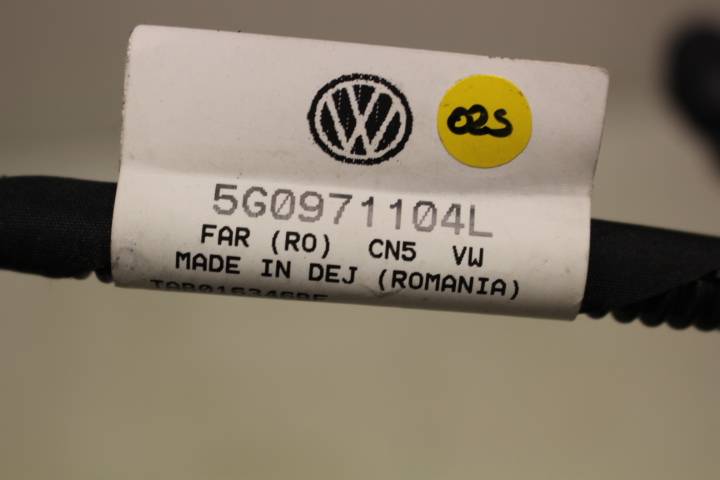 02S
5G0971104L
FAR (RO) CN5 VW
MADE IN DEJ (ROMANIA)